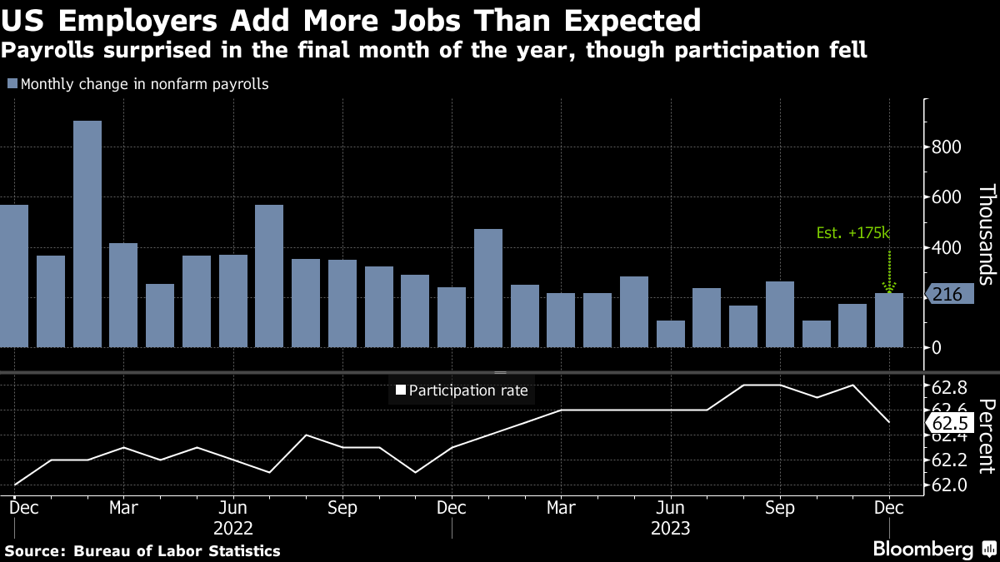 US Employers Add More Jobs Than Expected
Payrolls surprised in the final month of the year, though participation fell
Monthly change in nonfarm payrolls
800
600
Thousands
Est. +175k
400
216
0
Participation rate
62.8
62.6
Percent
62.5
62.4
62.2
62.0
Dec Mar Jun Sep Dec Mar Jun Sep Dec
2022 2023
Source: Bureau of Labor Statistics
Bloomberg